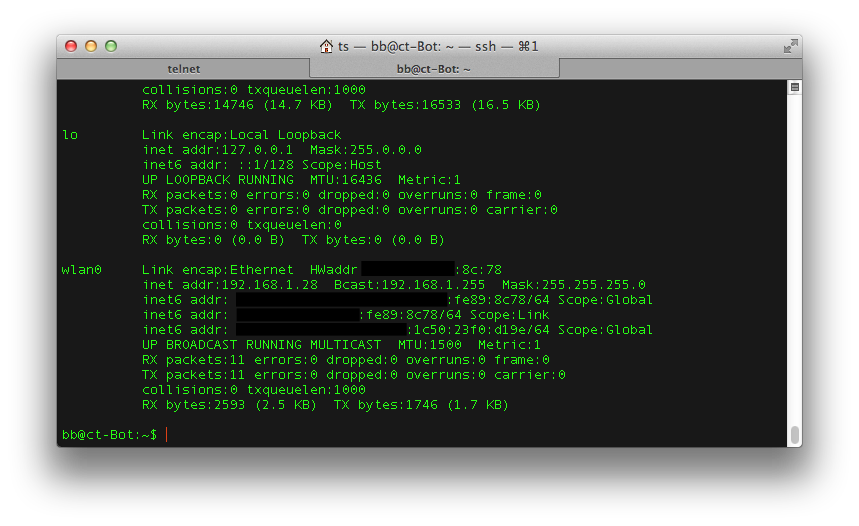 ts — bb@ct-Bot: ~ — ssh — ⌘1
telnet
bb@ct-Bot: ~
collisions:0 txqueuelen:1000
RX bytes:14746 (14.7 KB)  TX bytes:16533 (16.5 KB)
lo        Link encap:Local Loopback
inet addr:127.0.0.1  Mask:255.0.0.0
inet6 addr: ::1/128 Scope:Host
UP LOOPBACK RUNNING  MTU:16436  Metric:1
RX packets:0 errors:0 dropped:0 overruns:0 frame:0
TX packets:0 errors:0 dropped:0 overruns:0 carrier:0
collisions:0 txqueuelen:0
RX bytes:0 (0.0 B)  TX bytes:0 (0.0 B)
wlan0     Link encap:Ethernet  HWaddr :8c:78
inet addr:192.168.1.28  Bcast:192.168.1.255  Mask:255.255.255.0
inet6 addr: :fe89:8c78/64 Scope:Global
inet6 addr: :fe89:8c78/64 Scope:Link
inet6 addr: :1c50:23f0:d19e/64 Scope:Global
UP BROADCAST RUNNING MULTICAST  MTU:1500  Metric:1
RX packets:11 errors:0 dropped:0 overruns:0 frame:0
TX packets:11 errors:0 dropped:0 overruns:0 carrier:0
collisions:0 txqueuelen:1000
RX bytes:2593 (2.5 KB)  TX bytes:1746 (1.7 KB)
bb@ct-Bot:~$